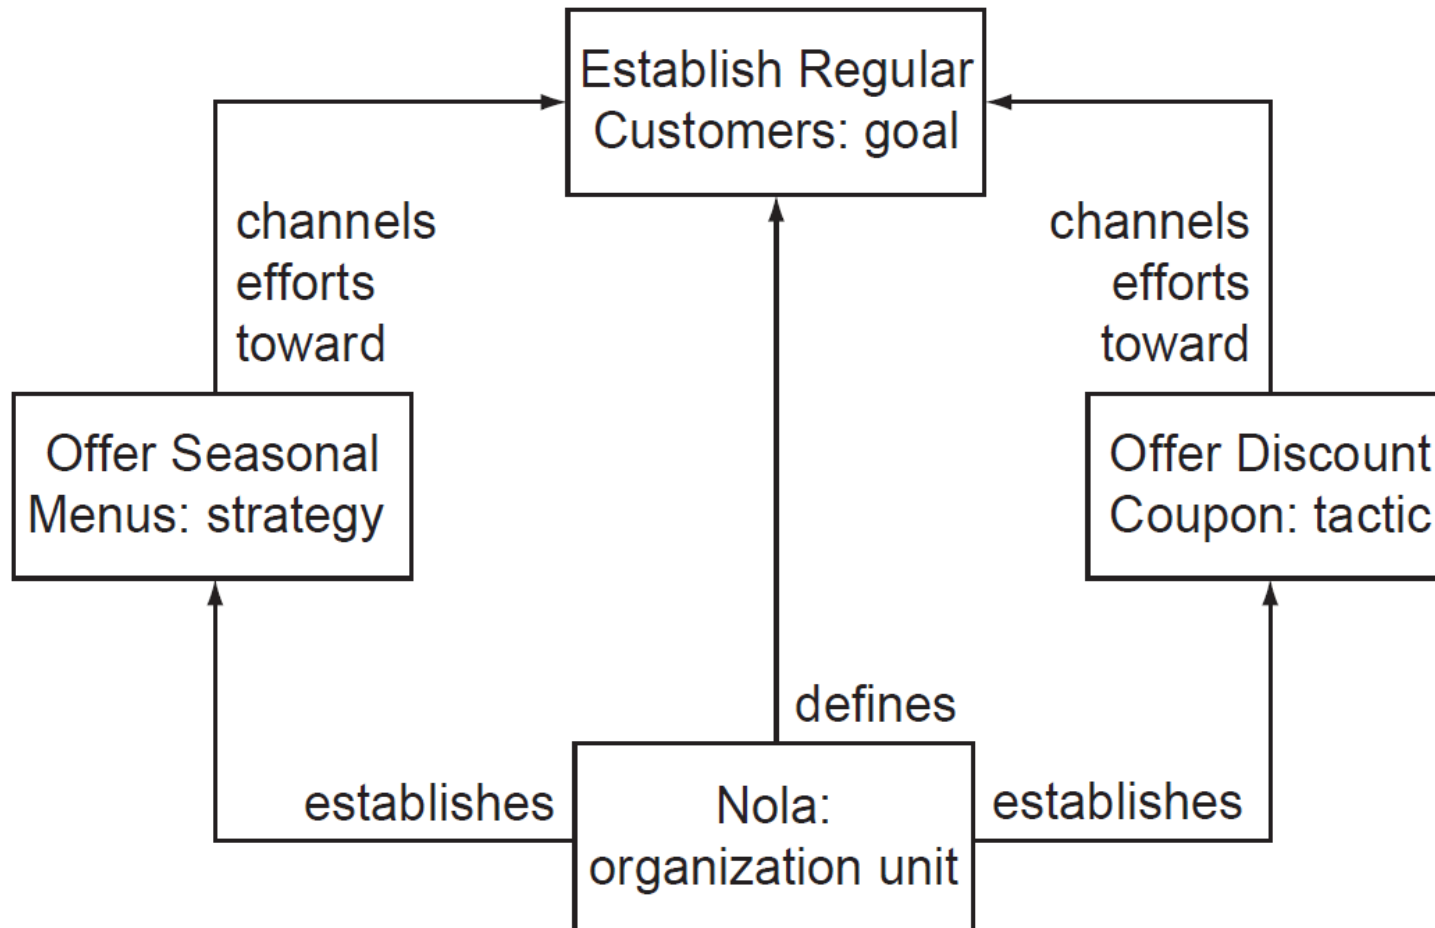 Establish Regular
Customers: goal
channels
efforts
toward
channels
efforts
toward
Offer Seasonal
Menus: strategy
Offer Discount
Coupon: tactic
defines
establishes
Nola:
organization unit
establishes